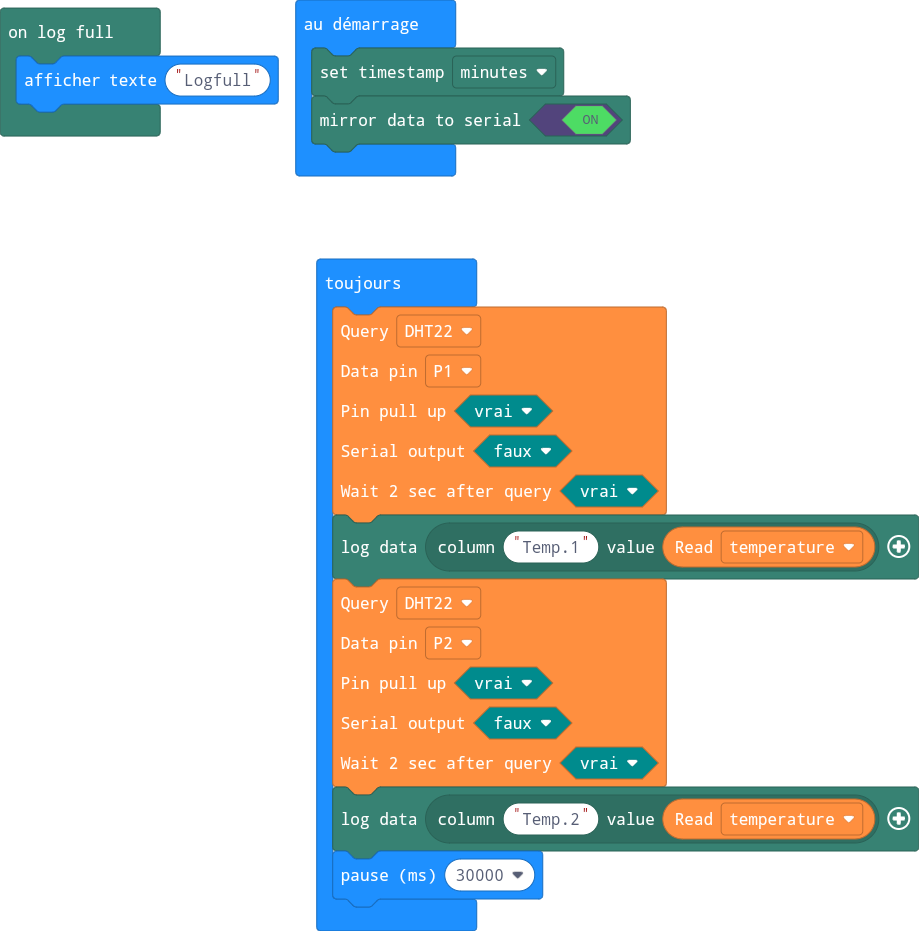 on log full
afficher texte "Logfull"
au démarrage
set timestamp minutes
mirror data to serial ON
toujours
Query DHT22
Data pin P1
Pin pull up vrai
Serial output faux
Wait 2 sec after query vrai
log data column "Temp.1" value Read temperature
Query DHT22
Data pin P2
Pin pull up vrai
Serial output faux
Wait 2 sec after query vrai
log data column "Temp.2" value Read temperature
pause (ms) 30000